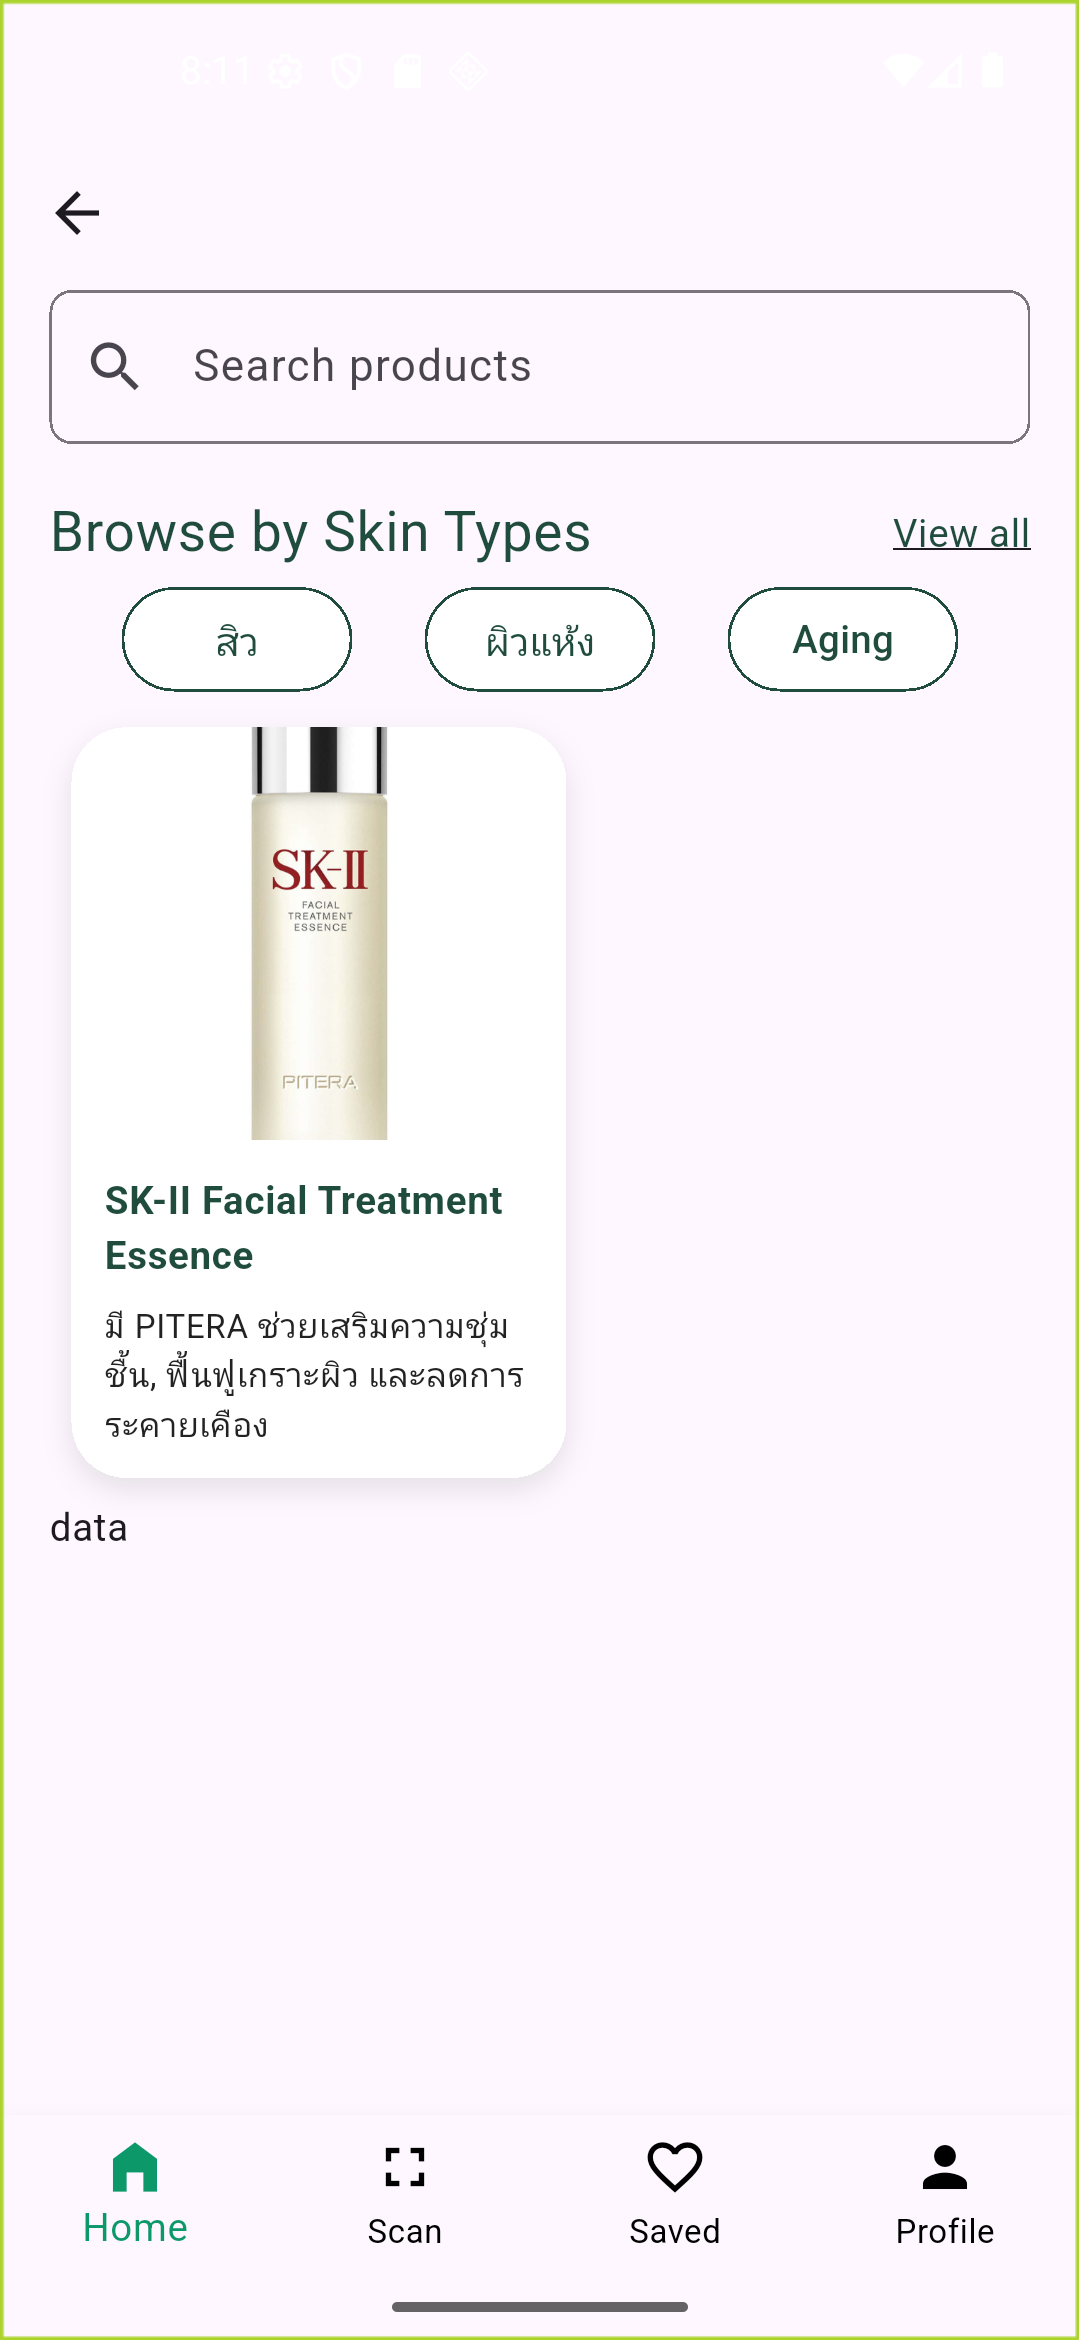 8:11
Search products
Browse by Skin Types
View all
สิว
ผิวแห้ง
Aging
SK-II
FACIAL
TREATMENT
ESSENCE
PITERA
SK-II Facial Treatment
Essence
มี PITERA ช่วยเสริมความชุ่ม
ชื้น, ฟื้นฟูเกราะผิว และลดการ
ระคายเคือง
data
Home
Scan
Saved
Profile